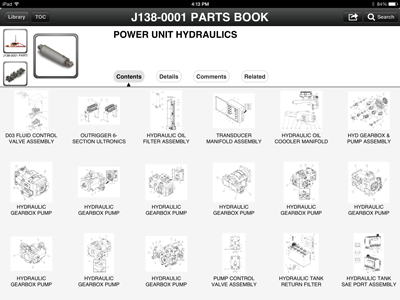 iPad
4:13 PM
84%
Library
TOC
J138-0001 PARTS BOOK
Search
J138-0001 PARTS
POWER UNIT HYDRAULICS
Contents
Details
Comments
Related
D03 FLUID CONTROL
VALVE ASSEMBLY
OUTRIGGER 6-
SECTION ULTRONICS
HYDRAULIC OIL
FILTER ASSEMBLY
TRANSDUCER
MANIFOLD ASSEMBLY
HYDRAULIC OIL
COOOLER MANIFOLD
HYD GEARBOX &
PUMP ASSEMBLY
HYDRAULIC
GEARBOX PUMP
HYDRAULIC
GEARBOX PUMP
HYDRAULIC
GEARBOX PUMP
HYDRAULIC
GEARBOX PUMP
HYDRAULIC
GEARBOX PUMP
HYDRAULIC
GEARBOX PUMP
HYDRAULIC
GEARBOX PUMP
HYDRAULIC
GEARBOX PUMP
HYDRAULIC
GEARBOX PUMP
PUMP CONTROL
VALVE ASSEMBLY
HYDRAULIC TANK
RETURN FILTER
HYDRAULIC TANK
SAE PORT ASSEMBLY